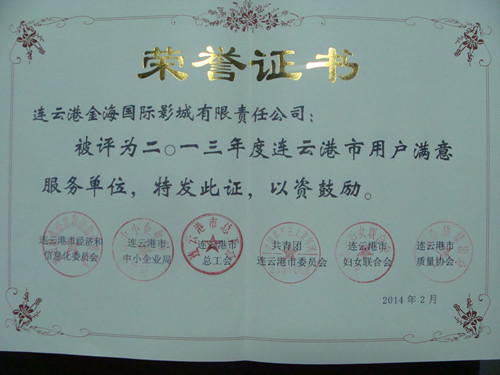 荣誉证书
连云港金海国际影城有限责任公司：
被评为二〇一三年度连云港市用户满意
服务单位，特发此证，以资鼓励。
连云港市经济和 连云港市 连云港市 共青团 连云港市 连云港市
信息化委员会 中小企业局 总工会 连云港市委员会 妇女联合会 质量协会
2014年2月